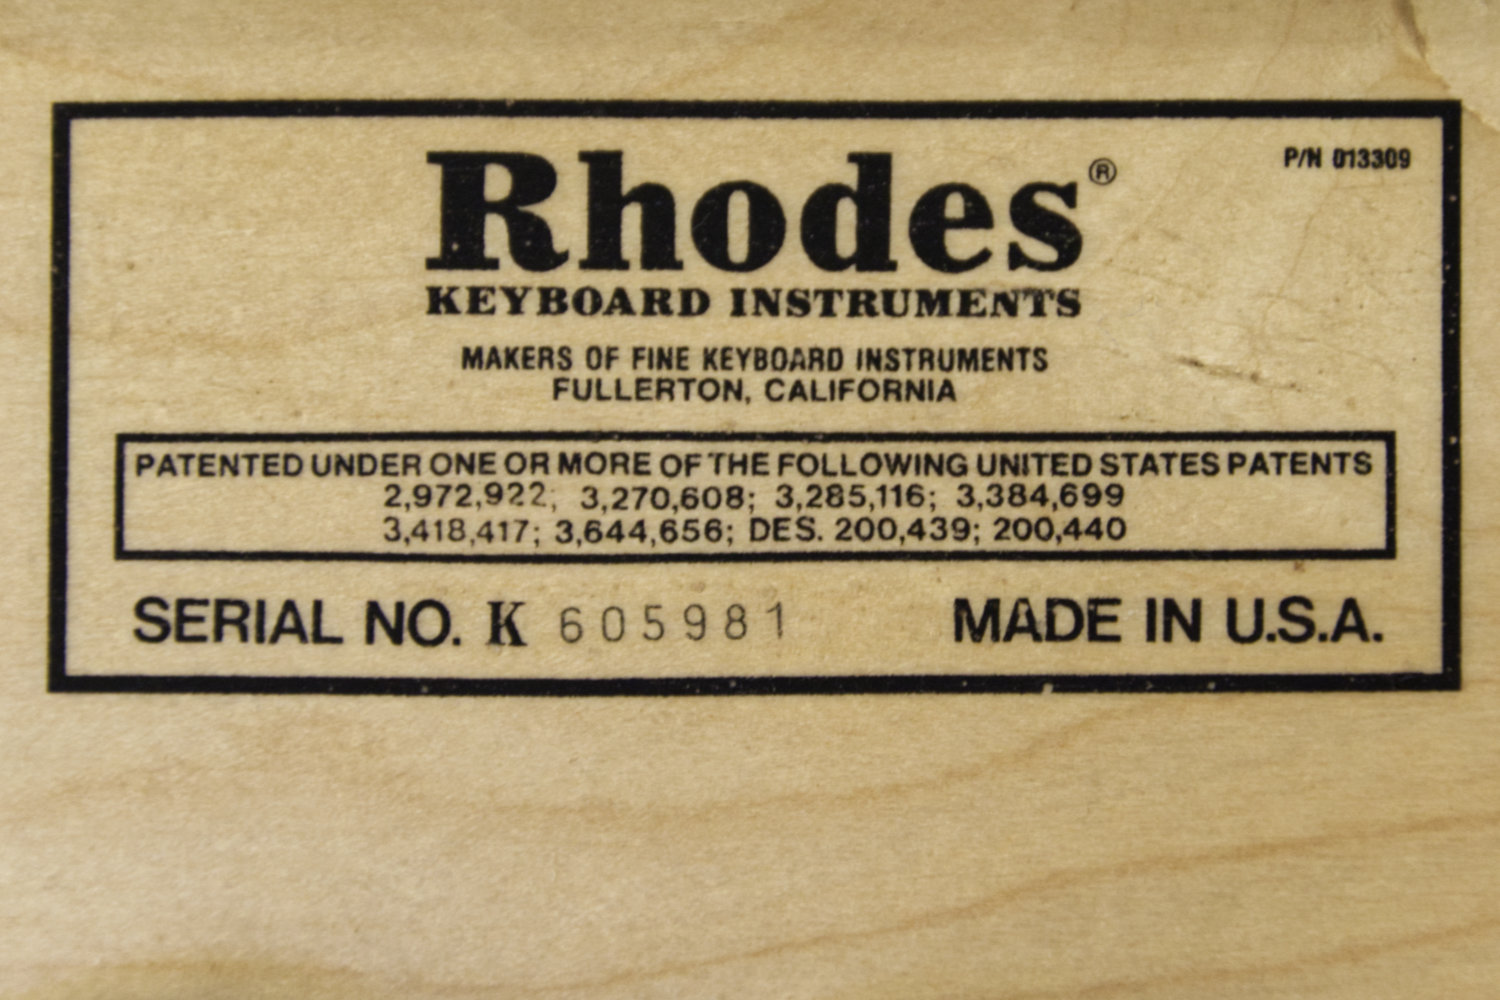 Rhodes®
P/N 013309
KEYBOARD INSTRUMENTS
MAKERS OF FINE KEYBOARD INSTRUMENTS
FULLERTON, CALIFORNIA
PATENTED UNDER ONE OR MORE OF THE FOLLOWING UNITED STATES PATENTS
2,972,922; 3,270,608; 3,285,116; 3,384,699
3,418,417; 3,644,656; DES. 200,439; 200,440
SERIAL NO. K 605981
MADE IN U.S.A.